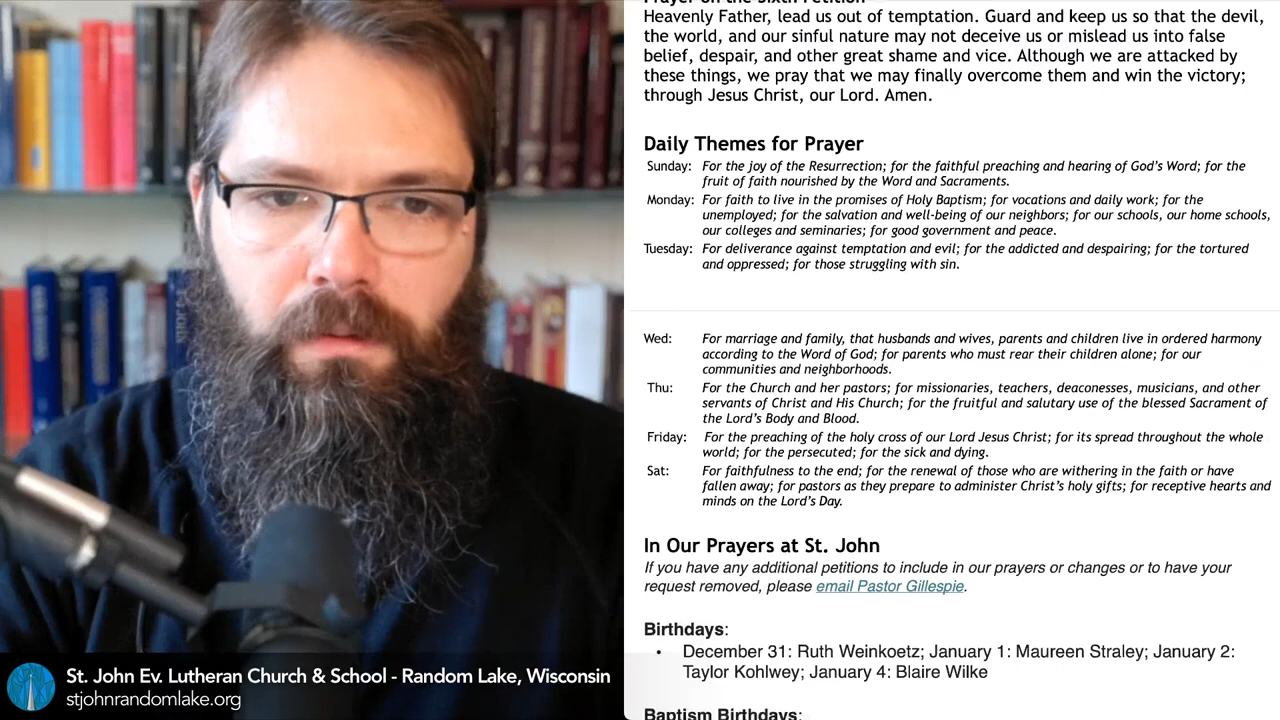 Prayer on the Sixth Petition
Heavenly Father, lead us out of temptation. Guard and keep us so that the devil,
the world, and our sinful nature may not deceive us or mislead us into false
belief, despair, and other great shame and vice. Although we are attacked by
these things, we pray that we may finally overcome them and win the victory;
through Jesus Christ, our Lord. Amen.
Daily Themes for Prayer
Sunday: For the joy of the Resurrection; for the faithful preaching and hearing of God's Word; for the
fruit of faith nourished by the Word and Sacraments.
Monday: For faith to live in the promises of Holy Baptism; for vocations and daily work; for the
unemployed; for the salvation and well-being of our neighbors; for our schools, our home schools,
our colleges and seminaries; for good government and peace.
Tuesday: For deliverance against temptation and evil; for the addicted and despairing; for the tortured
and oppressed; for those struggling with sin.
Wed: For marriage and family, that husbands and wives, parents and children live in ordered harmony
according to the Word of God; for parents who must rear their children alone; for our
communities and neighborhoods.
Thu: For the Church and her pastors; for missionaries, teachers, deaconesses, musicians, and other
servants of Christ and His Church; for the fruitful and salutary use of the blessed Sacrament of
the Lord's Body and Blood.
Friday: For the preaching of the holy cross of our Lord Jesus Christ; for its spread throughout the whole
world; for the persecuted; for the sick and dying.
Sat: For faithfulness to the end; for the renewal of those who are withering in the faith or have
fallen away; for pastors as they prepare to administer Christ's holy gifts; for receptive hearts and
minds on the Lord's Day.
In Our Prayers at St. John
If you have any additional petitions to include in our prayers or changes or to have your
request removed, please email Pastor Gillespie.
Birthdays:
• December 31: Ruth Weinkoetz; January 1: Maureen Straley; January 2:
Taylor Kohlwey; January 4: Blaire Wilke
Baptism Birthdays:
St. John Ev. Lutheran Church & School - Random Lake, Wisconsin
stjohnrandomlake.org